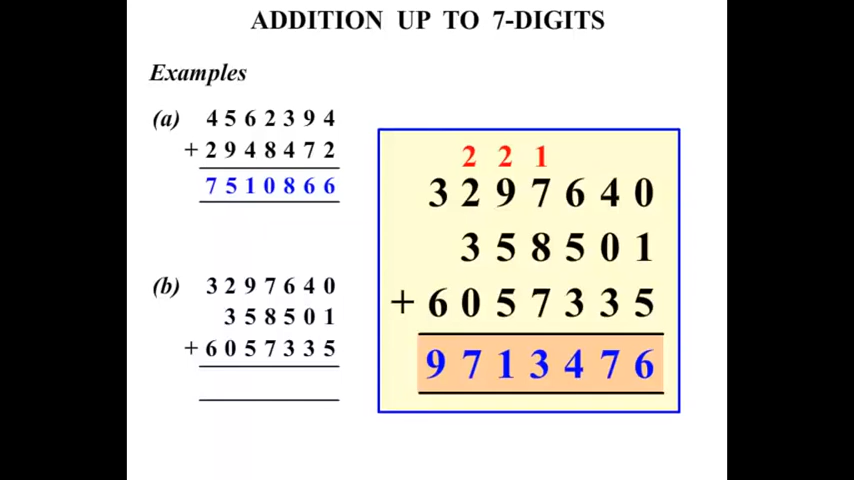 ADDITION UP TO 7-DIGITS
Examples
(a) 4 5 6 2 3 9 4
+ 2 9 4 8 4 7 2
7 5 1 0 8 6 6
(b) 3 2 9 7 6 4 0
3 5 8 5 0 1
+ 6 0 5 7 3 3 5
2 2 1
3 2 9 7 6 4 0
3 5 8 5 0 1
+ 6 0 5 7 3 3 5
9 7 1 3 4 7 6